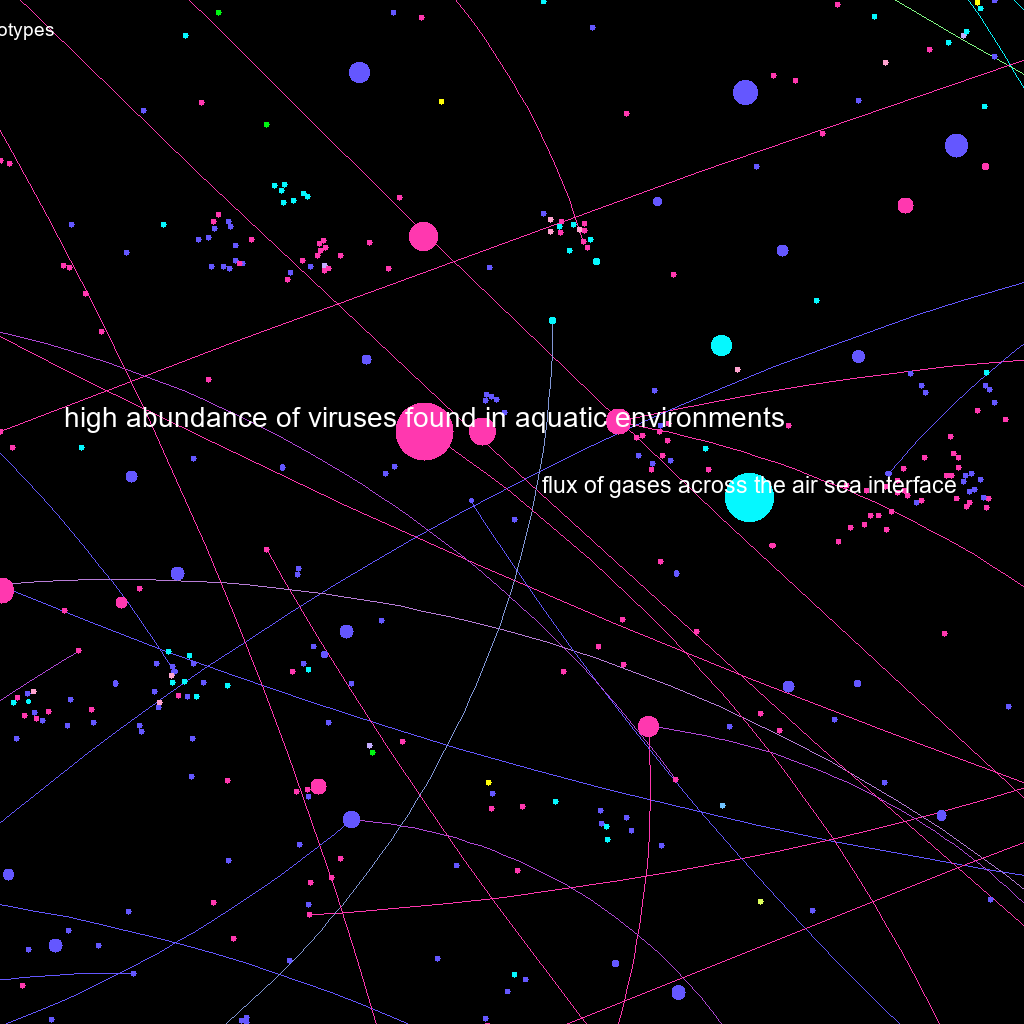 otypes
high abundance of viruses found in aquatic environments
flux of gases across the air sea interface